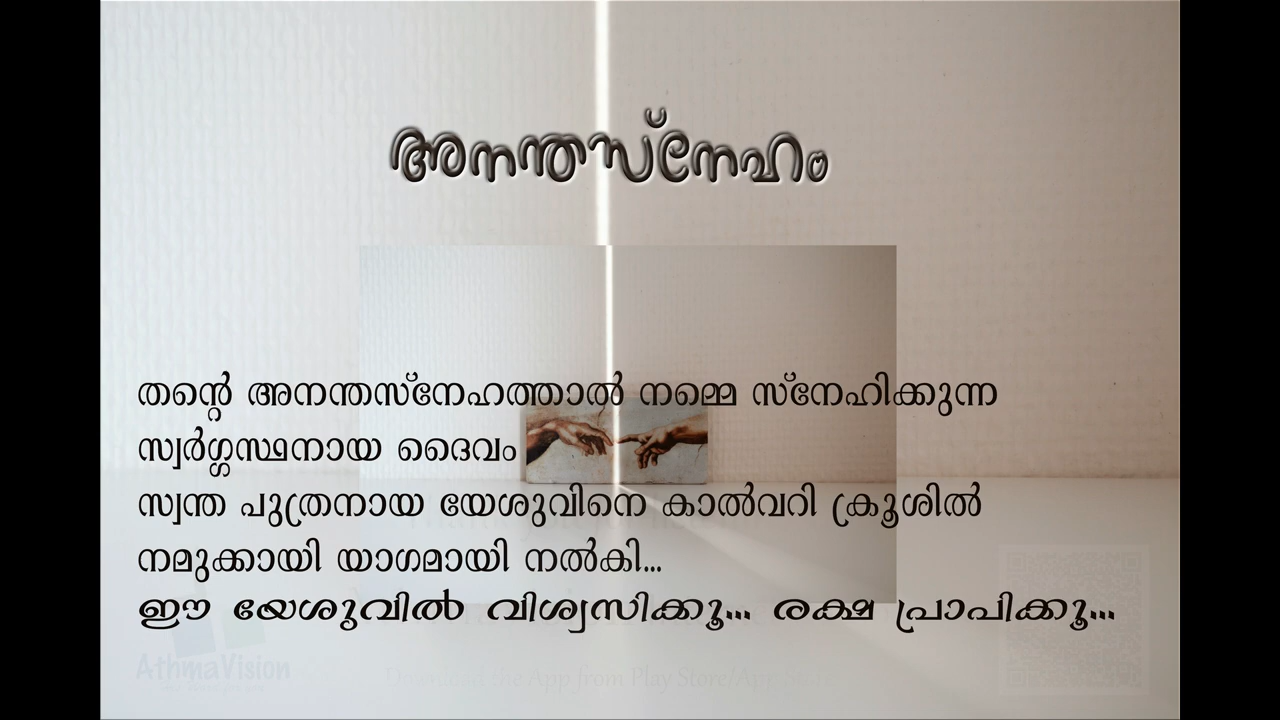 അനന്തസ്നേഹം
തന്റെ അനന്തസ്നേഹത്താൽ നമ്മെ സ്നേഹിക്കുന്ന
സ്വർഗ്ഗസ്ഥനായ ദൈവം
സ്വന്ത പുത്രനായ യേശുവിനെ കാൽവറി ക്രൂശിൽ
നമുക്കായി യാഗമായി നൽകി...
ഈ യേശുവിൽ വിശ്വസിക്കൂ... രക്ഷ പ്രാപിക്കൂ...
AthmaVision
Download the App from Play Store/App Store